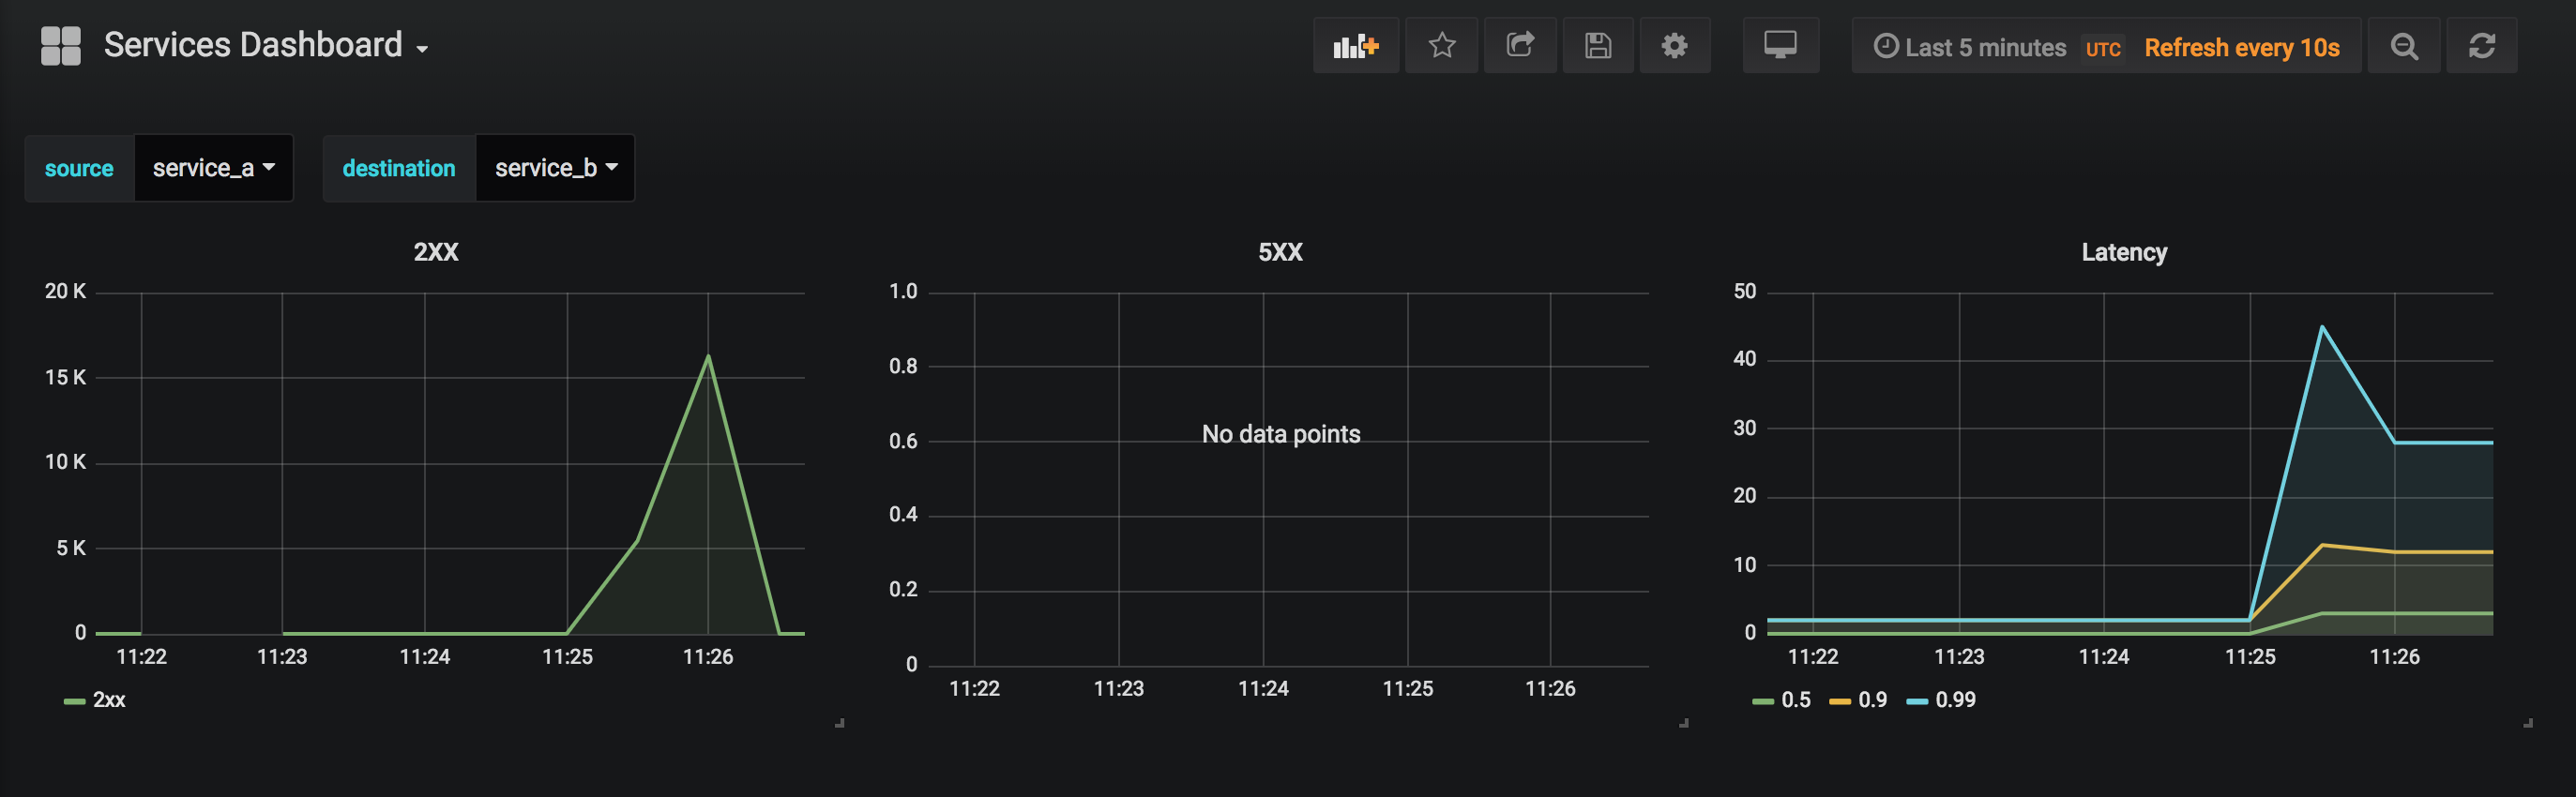 Services Dashboard
Last 5 minutes UTC Refresh every 10s
source service_a destination service_b
2XX
20 K
15 K
10 K
5 K
0
11:22 11:23 11:24 11:25 11:26
2xx
5XX
1.0
0.8
0.6
0.4
0.2
0
No data points
11:22 11:23 11:24 11:25 11:26
Latency
50
40
30
20
10
0
11:22 11:23 11:24 11:25 11:26
0.5 0.9 0.99